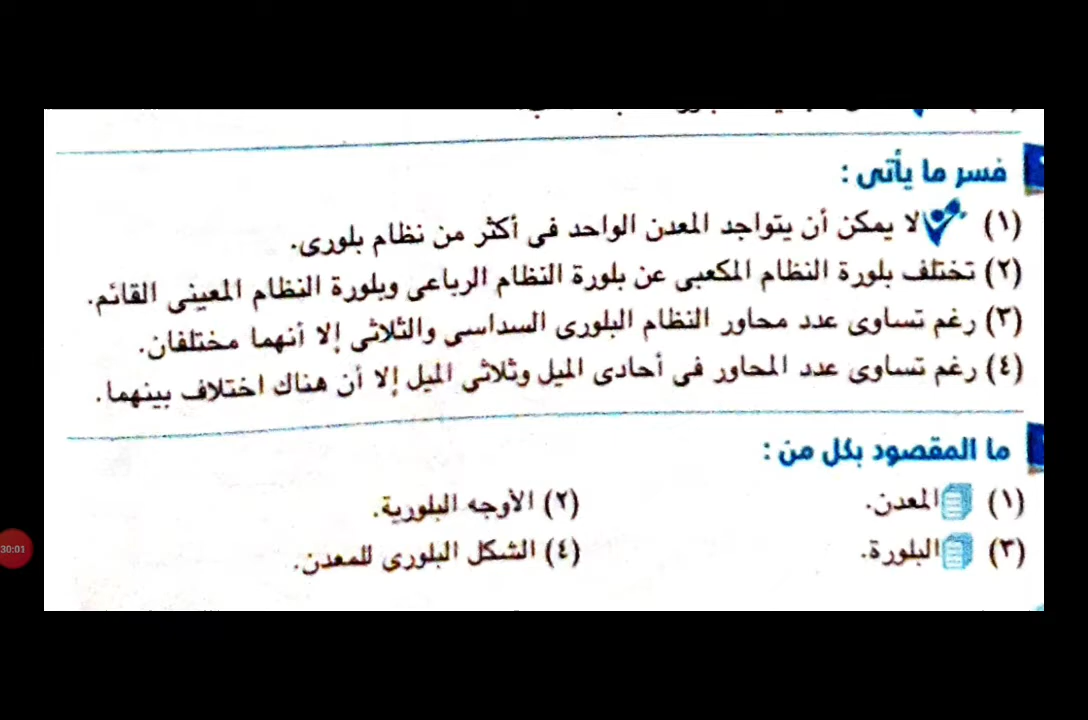 فسر ما يأتى :
(١) لا يمكن أن يتواجد المعدن الواحد فى أكثر من نظام بلورى.
(٢) تختلف بلورة النظام المكعبى عن بلورة النظام الرباعى وبلورة النظام المعينى القائم.
(٣) رغم تساوى عدد محاور النظام البلورى السداسى والثلاثى إلا أنهما مختلفان.
(٤) رغم تساوى عدد المحاور فى أحادى الميل وثلاثى الميل إلا أن هناك اختلاف بينهما.
ما المقصود بكل من :
(١) المعدن. (٢) الأوجه البلورية.
(٣) البلورة. (٤) الشكل البلورى للمعدن.
30:01